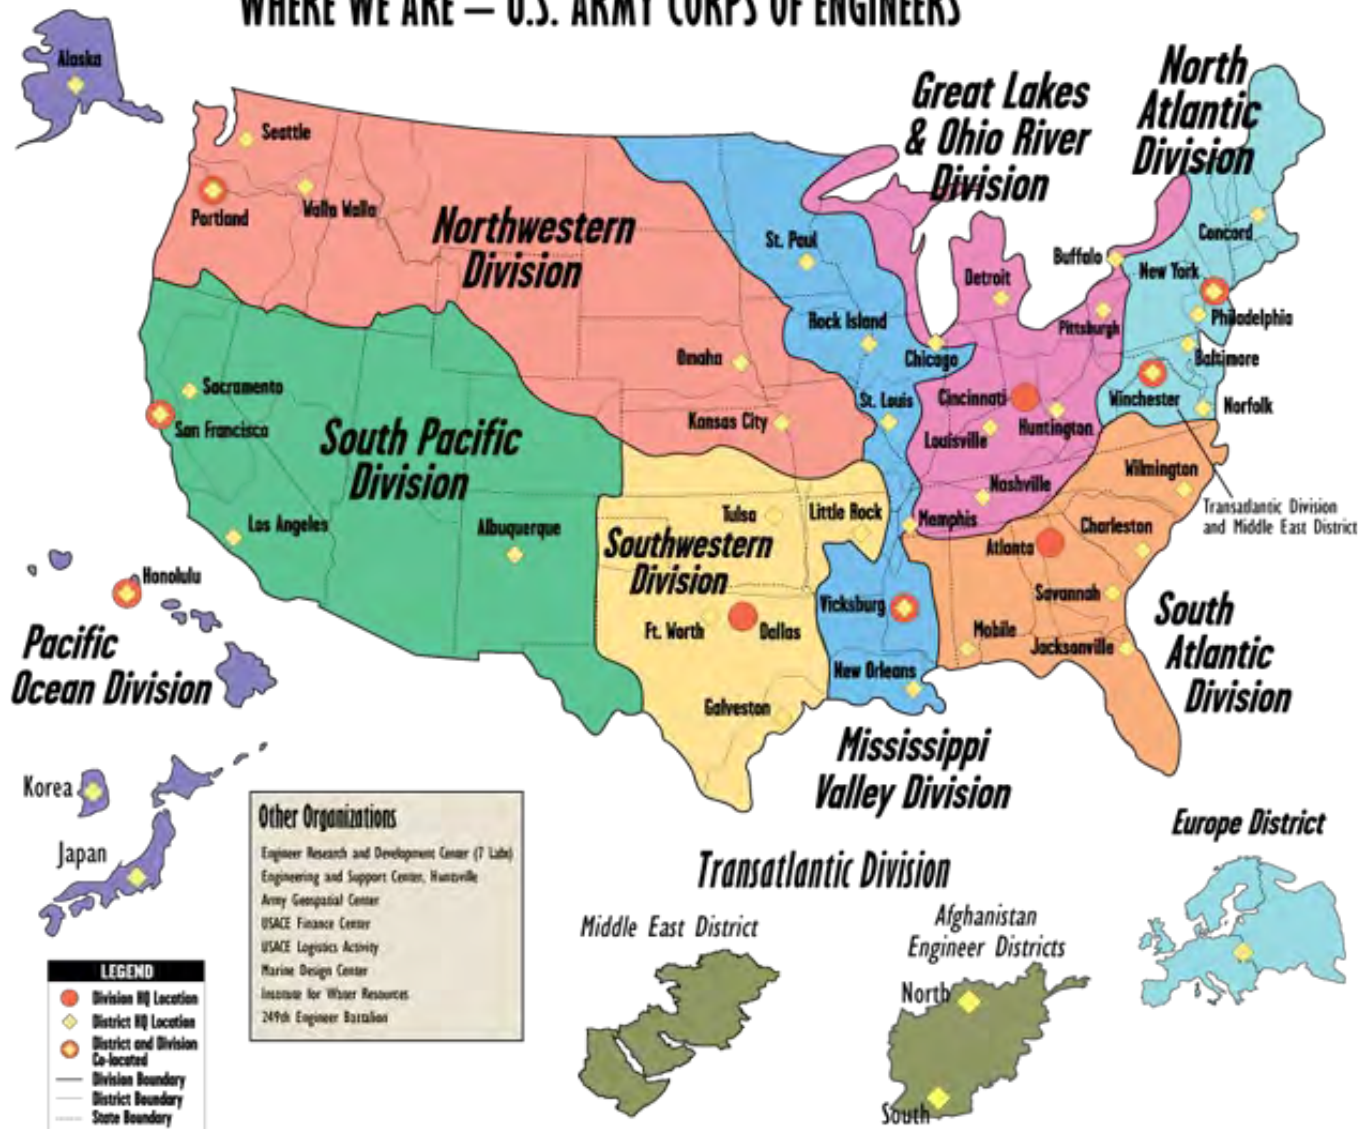 WHERE WE ARE — U.S. ARMY CORPS OF ENGINEERS
Alaska
Seattle
Portland
Walla Walla
Northwestern
Division
Great Lakes
& Ohio River
Division
North
Atlantic
Division
St. Paul
Buffalo
Concord
New York
Detroit
Rock Island
Pittsburgh
Philadelphia
Omaha
Chicago
Baltimore
Sacramento
San Francisco
Kansas City
St. Louis
Cincinnati
Winchester
Norfolk
Louisville
Huntington
South Pacific
Division
Wilmington
Nashville
Transatlantic Division
and Middle East District
Los Angeles
Albuquerque
Tulsa
Little Rock
Memphis
Charleston
Atlanta
Southwestern
Division
Honolulu
Savannah
Vicksburg
Ft. Worth
Dallas
Mobile
Jacksonville
South
Atlantic
Division
Pacific
Ocean Division
New Orleans
Galveston
Mississippi
Valley Division
Korea
Japan
Other Organizations
Engineer Research and Development Center (7 Labs)
Engineering and Support Center, Huntsville
Army Geospatial Center
USACE Finance Center
USACE Logistics Activity
Marine Design Center
Institute for Water Resources
249th Engineer Battalion
Europe District
Transatlantic Division
Middle East District
Afghanistan
Engineer Districts
North
South
LEGEND
Division HQ Location
District HQ Location
District and Division
Co-located
Division Boundary
District Boundary
State Boundary